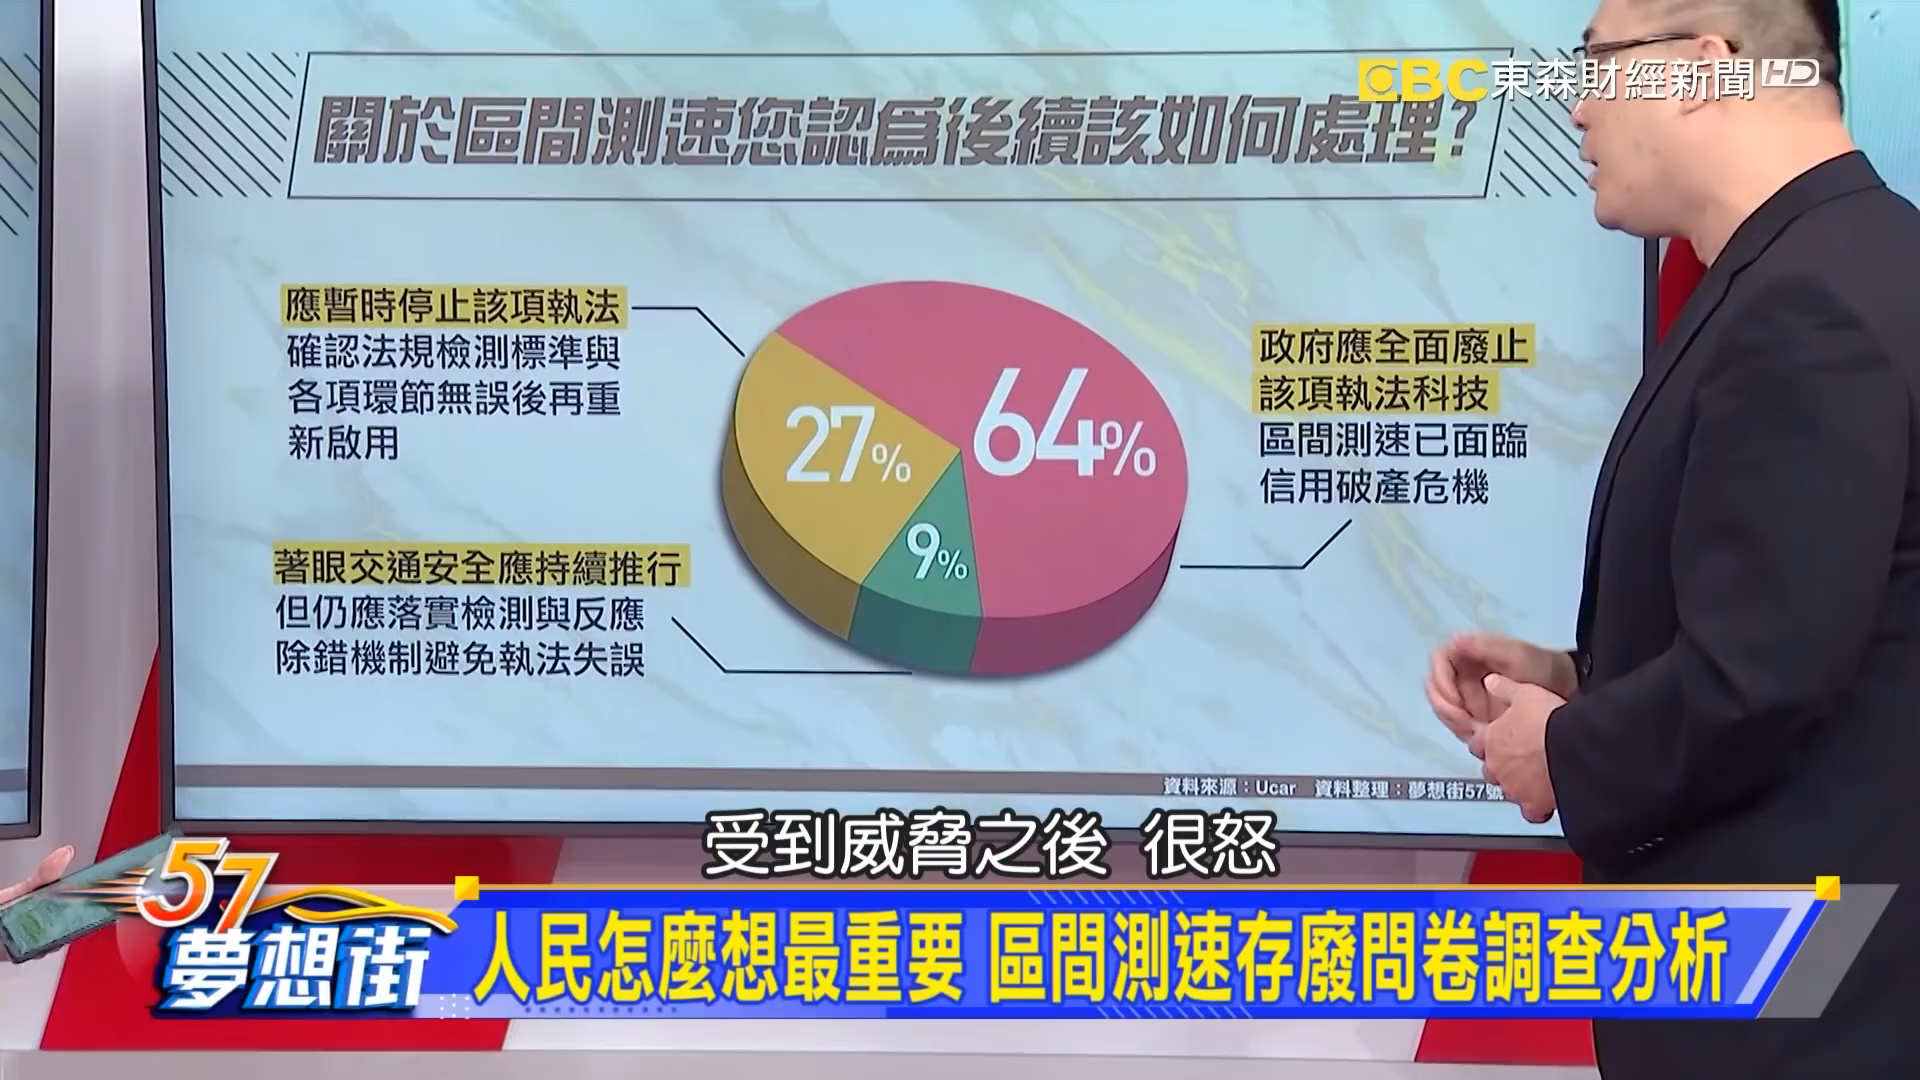 EBC東森財經新聞HD
關於區間測速您認為後續該如何處理?
應暫時停止該項執法
確認法規檢測標準與
各項環節無誤後再重
新啟用
27%
64%
9%
政府應全面廢止
該項執法科技
區間測速已面臨
信用破產危機
著眼交通安全應持續推行
但仍應落實檢測與反應
除錯機制避免執法失誤
資料來源：Ucar 資料整理：夢想街57號
受到威脅之後 很怒
57
夢想街
人民怎麼想最重要 區間測速存廢問卷調查分析